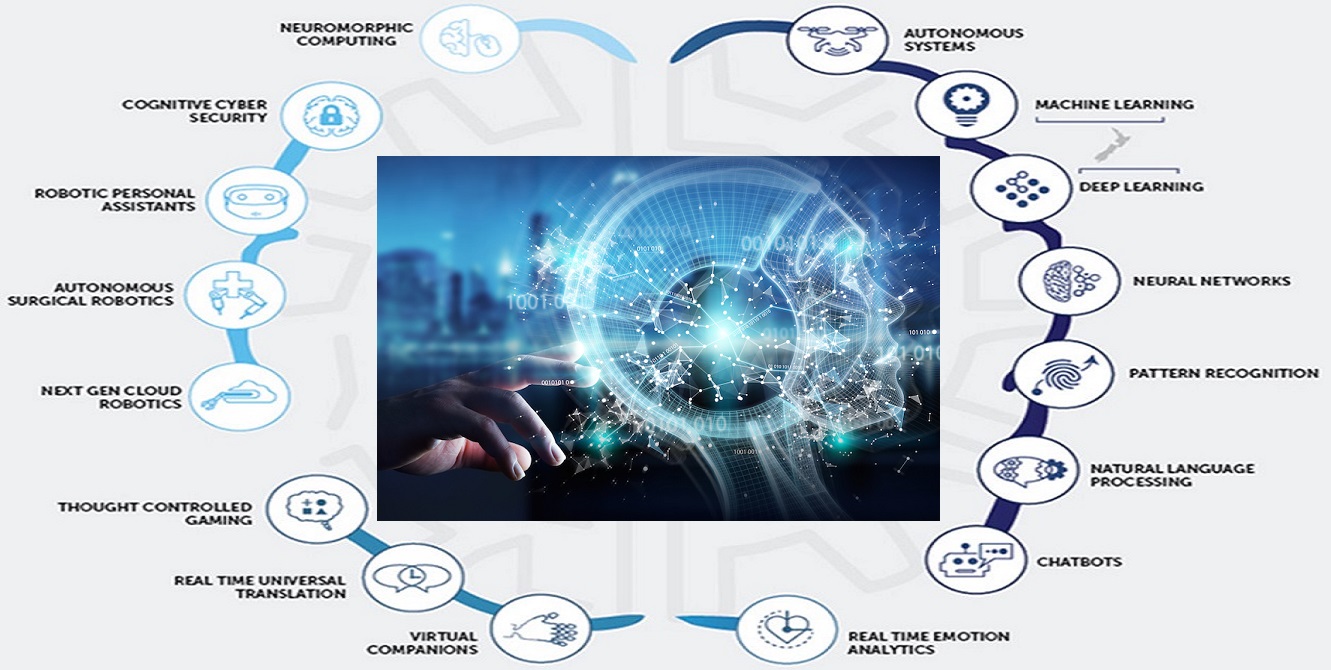 NEUROMORPHIC
COMPUTING
AUTONOMOUS
SYSTEMS
COGNITIVE CYBER
SECURITY
MACHINE LEARNING
ROBOTIC PERSONAL
ASSISTANTS
DEEP LEARNING
AUTONOMOUS
SURGICAL ROBOTICS
NEURAL NETWORKS
NEXT GEN CLOUD
ROBOTICS
PATTERN RECOGNITION
THOUGHT CONTROLLED
GAMING
NATURAL LANGUAGE
PROCESSING
REAL TIME UNIVERSAL
TRANSLATION
CHATBOTS
VIRTUAL
COMPANIONS
REAL TIME EMOTION
ANALYTICS